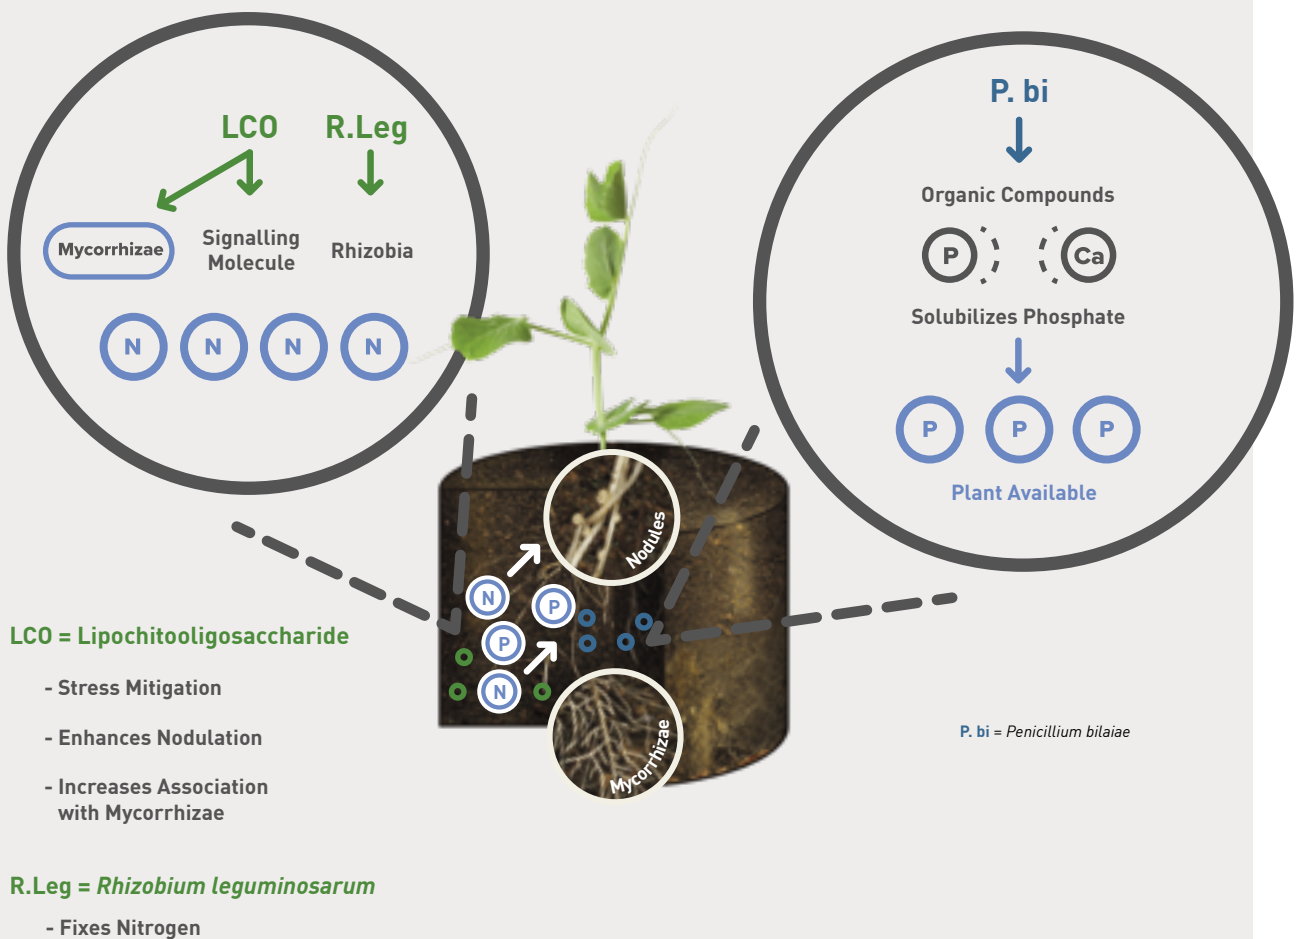 LCO
R.Leg
Mycorrhizae
Signalling
Molecule
Rhizobia
N
N
N
N
P. bi
Organic Compounds
P
Ca
Solubilizes Phosphate
P
P
P
Plant Available
Nodules
N
P
P
N
Mycorrhizae
LCO = Lipochitooligosaccharide
- Stress Mitigation
- Enhances Nodulation
- Increases Association
with Mycorrhizae
R.Leg = Rhizobium leguminosarum
- Fixes Nitrogen
P. bi = Penicillium bilaiae